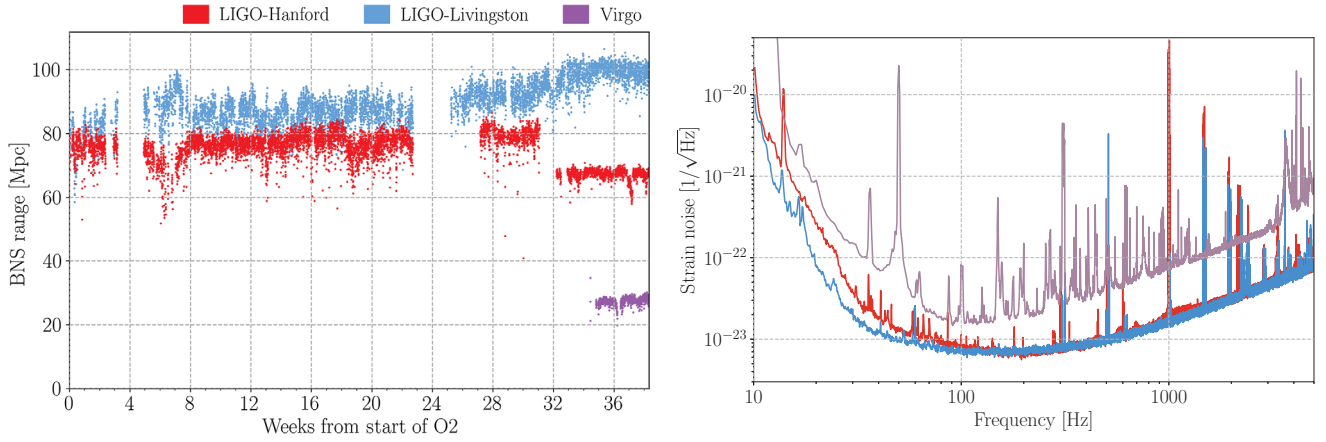 LIGO-Hanford LIGO-Livingston Virgo
BNS range [Mpc]
100
80
60
40
20
0
0 4 8 12 16 20 24 28 32 36
Weeks from start of O2
Strain noise [1/√Hz]
10⁻²⁰
10⁻²¹
10⁻²²
10⁻²³
10 100 1000
Frequency [Hz]